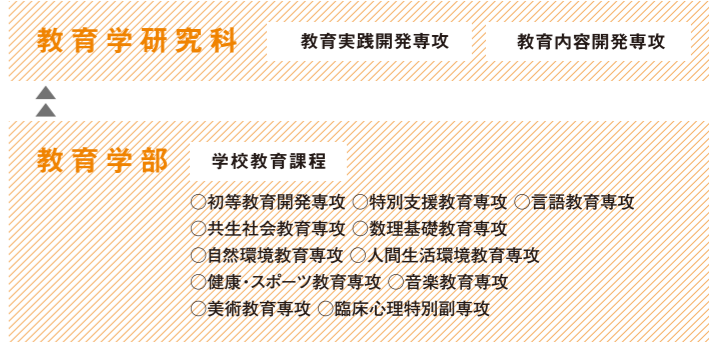 教育学研究科 教育実践開発専攻 教育内容開発専攻
教育学部 学校教育課程
○初等教育開発専攻 ○特別支援教育専攻 ○言語教育専攻
○共生社会教育専攻 ○数理基礎教育専攻
○自然環境教育専攻 ○人間生活環境教育専攻
○健康・スポーツ教育専攻 ○音楽教育専攻
○美術教育専攻 ○臨床心理特別副専攻